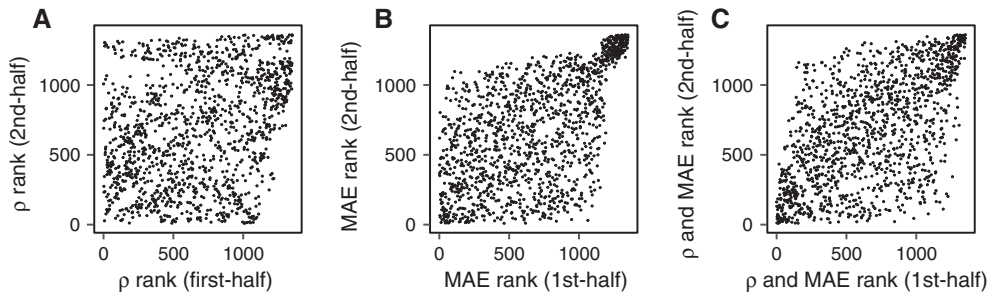 A
B
C
ρ rank (2nd-half)
1000
500
0
0
500
1000
ρ rank (first-half)
MAE rank (2nd-half)
1000
500
0
0
500
1000
MAE rank (1st-half)
ρ and MAE rank (2nd-half)
1000
500
0
0
500
1000
ρ and MAE rank (1st-half)